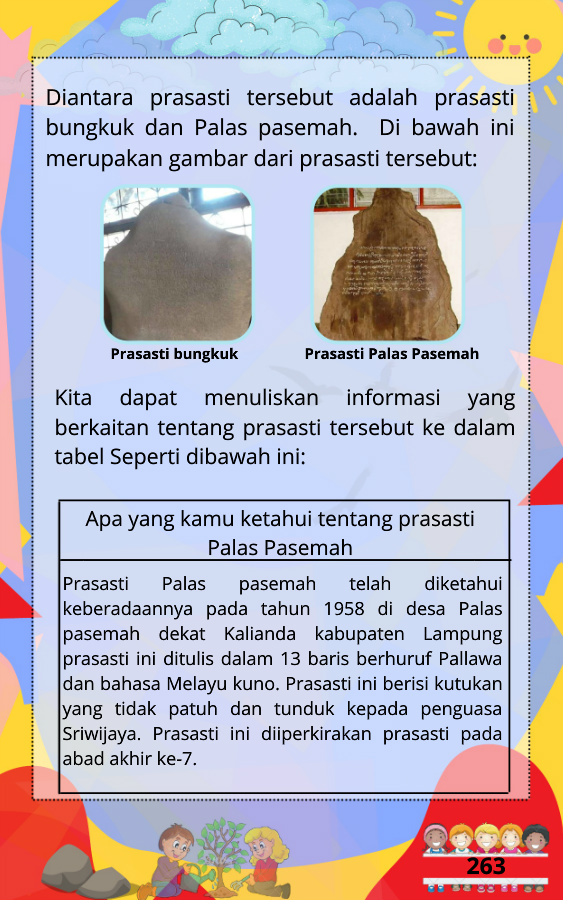 Diantara prasasti tersebut adalah prasasti
bungkuk dan Palas pasemah. Di bawah ini
merupakan gambar dari prasasti tersebut:
Prasasti bungkuk
Prasasti Palas Pasemah
Kita dapat menuliskan informasi yang
berkaitan tentang prasasti tersebut ke dalam
tabel Seperti dibawah ini:
Apa yang kamu ketahui tentang prasasti
Palas Pasemah
Prasasti Palas pasemah telah diketahui
keberadaannya pada tahun 1958 di desa Palas
pasemah dekat Kalianda kabupaten Lampung
prasasti ini ditulis dalam 13 baris berhuruf Pallawa
dan bahasa Melayu kuno. Prasasti ini berisi kutukan
yang tidak patuh dan tunduk kepada penguasa
Sriwijaya. Prasasti ini diiperkirakan prasasti pada
abad akhir ke-7.
263